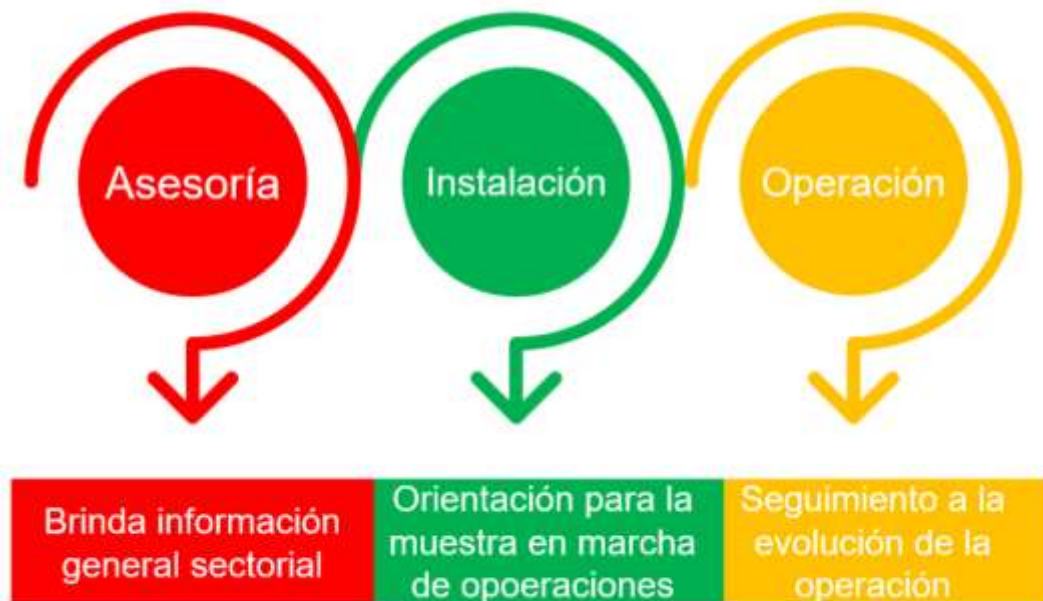 Asesoría
Instalación
Operación
Brinda información
general sectorial
Orientación para la
muestra en marcha
de opoeraciones
Seguimiento a la
evolución de la
operación